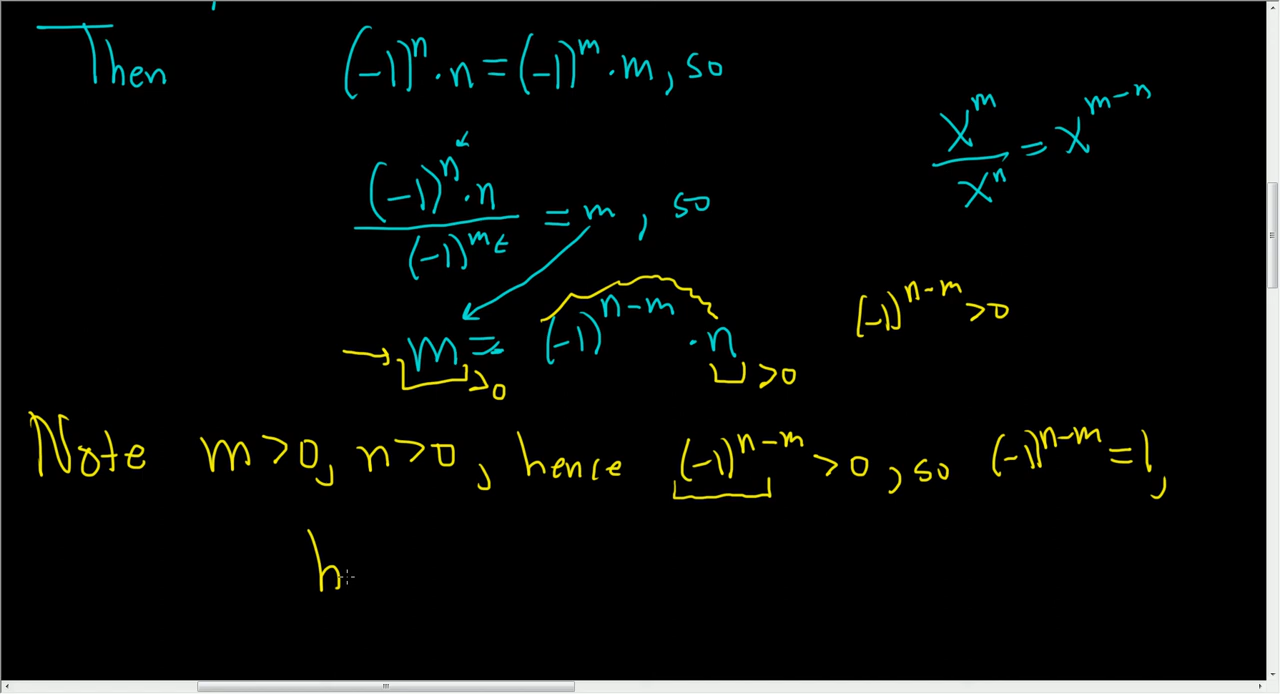 Then (-1)^n · n = (-1)^m · m, so
x^m / x^n = x^(m-n)
(-1)^n · n / (-1)^m = m, so
(-1)^(n-m) > 0
m = (-1)^(n-m) · n
>0 >0
Note m > 0, n > 0, hence (-1)^(n-m) > 0, so (-1)^(n-m) = 1,
h